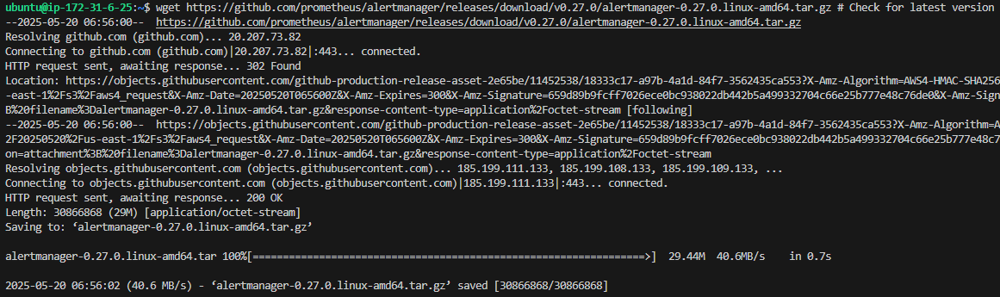 ubuntu@ip-172-31-6-25:~$ wget https://github.com/prometheus/alertmanager/releases/download/v0.27.0/alertmanager-0.27.0.linux-amd64.tar.gz # Check for latest version
--2025-05-20 06:56:00--  https://github.com/prometheus/alertmanager/releases/download/v0.27.0/alertmanager-0.27.0.linux-amd64.tar.gz
Resolving github.com (github.com)... 20.207.73.82
Connecting to github.com (github.com)|20.207.73.82|:443... connected.
HTTP request sent, awaiting response... 302 Found
Location: https://objects.githubusercontent.com/github-production-release-asset-2e65be/11452538/18333c17-a97b-4a1d-84f7-3562435ca553?X-Amz-Algorithm=AWS4-HMAC-SHA256
-east-1%2Fs3%2Faws4_request&X-Amz-Date=20250520T065600Z&X-Amz-Expires=300&X-Amz-Signature=659d89b9fcff7026ece0bc938022db442b5a499332704c66e25b777e48c76de0&X-Amz-Sign
B%20filename%3Dalertmanager-0.27.0.linux-amd64.tar.gz&response-content-type=application%2Foctet-stream [following]
--2025-05-20 06:56:00--  https://objects.githubusercontent.com/github-production-release-asset-2e65be/11452538/18333c17-a97b-4a1d-84f7-3562435ca553?X-Amz-Algorithm=A
2F20250520%2Fus-east-1%2Fs3%2Faws4_request&X-Amz-Date=20250520T065600Z&X-Amz-Expires=300&X-Amz-Signature=659d89b9fcff7026ece0bc938022db442b5a499332704c66e25b777e48c7
on=attachment%3B%20filename%3Dalertmanager-0.27.0.linux-amd64.tar.gz&response-content-type=application%2Foctet-stream
Resolving objects.githubusercontent.com (objects.githubusercontent.com)... 185.199.111.133, 185.199.108.133, 185.199.109.133, ...
Connecting to objects.githubusercontent.com (objects.githubusercontent.com)|185.199.111.133|:443... connected.
HTTP request sent, awaiting response... 200 OK
Length: 30866868 (29M) [application/octet-stream]
Saving to: ‘alertmanager-0.27.0.linux-amd64.tar.gz’
alertmanager-0.27.0.linux-amd64.tar 100%[=================================================================>]  29.44M  40.6MB/s    in 0.7s
2025-05-20 06:56:02 (40.6 MB/s) - ‘alertmanager-0.27.0.linux-amd64.tar.gz’ saved [30866868/30866868]